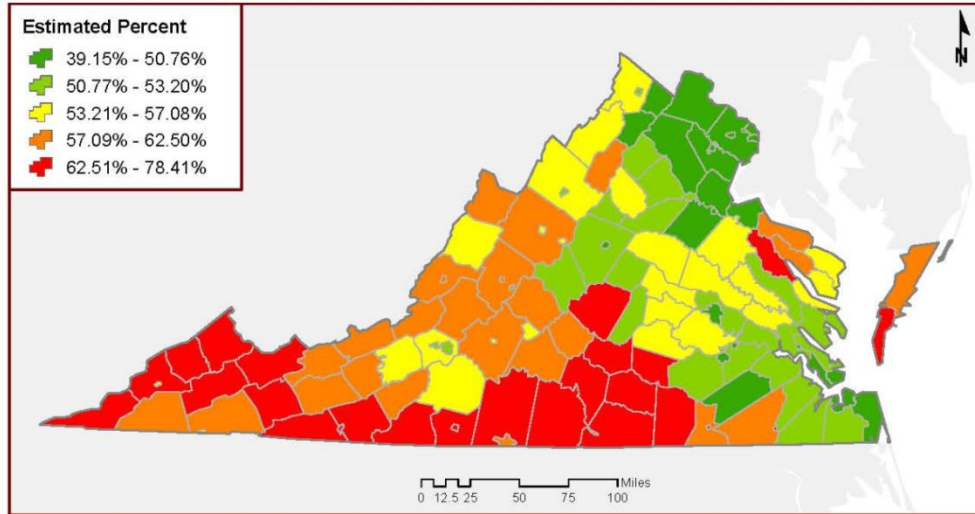 Estimated Percent
39.15% - 50.76%
50.77% - 53.20%
53.21% - 57.08%
57.09% - 62.50%
62.51% - 78.41%
N
Miles
0 12.5 25 50 75 100